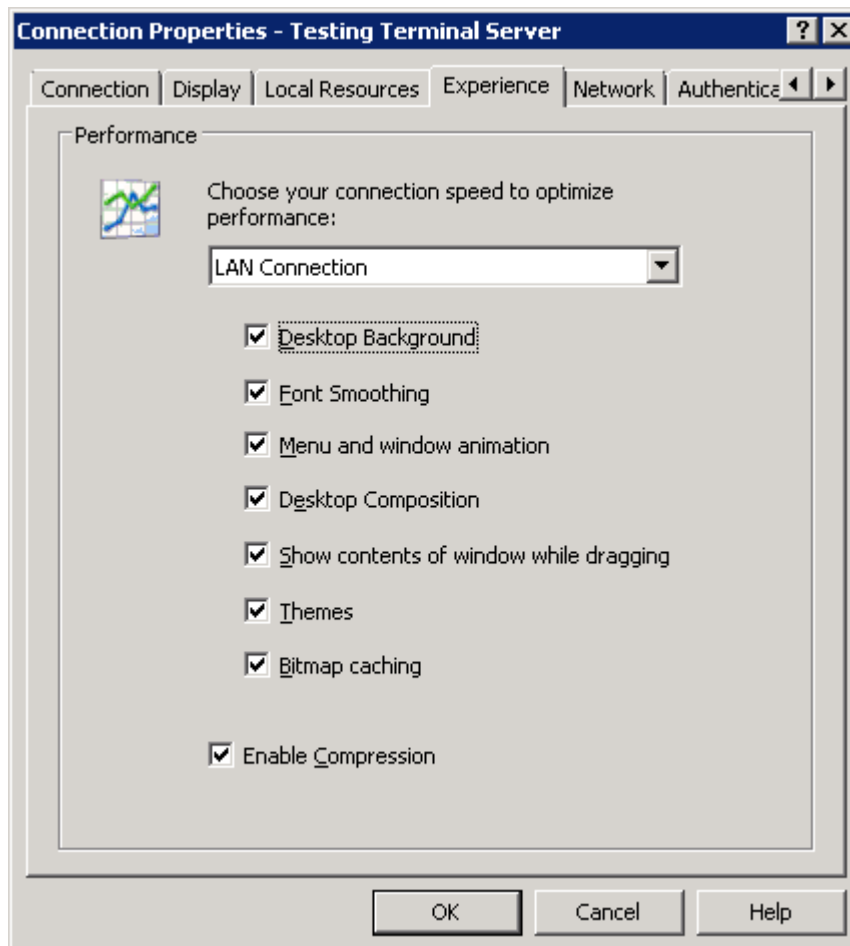 Connection Properties - Testing Terminal Server
Connection Display Local Resources Experience Network Authentica
Performance
Choose your connection speed to optimize
performance:
LAN Connection
Desktop Background
Font Smoothing
Menu and window animation
Desktop Composition
Show contents of window while dragging
Themes
Bitmap caching
Enable Compression
OK Cancel Help